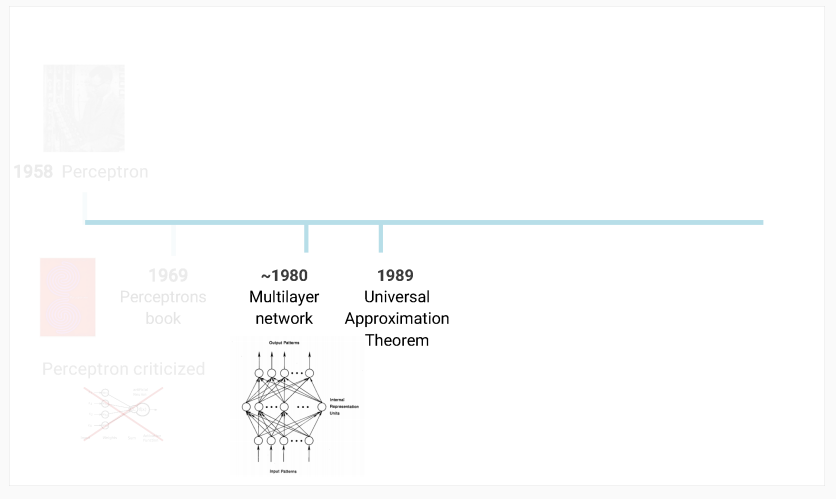 1958 Perceptron
1969
Perceptrons
book
Perceptron criticized
~1980
Multilayer
network
1989
Universal
Approximation
Theorem
Output Patterns
Internal
Representation
Units
Input Patterns